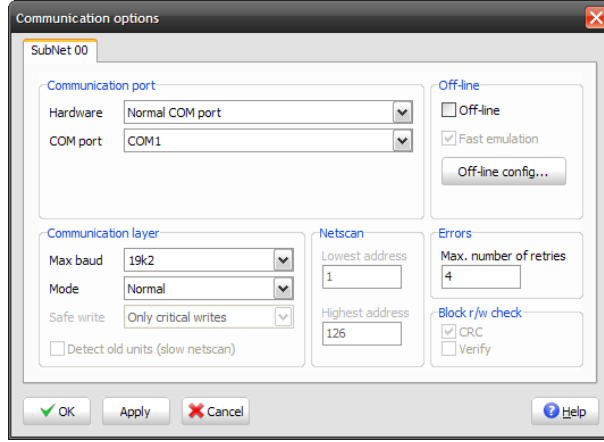 Communication options
SubNet 00
Communication port
Hardware Normal COM port
COM port COM1
Off-line
Off-line
Fast emulation
Off-line config...
Communication layer
Max baud 19k2
Mode Normal
Safe write Only critical writes
Detect old units (slow netscan)
Netscan
Lowest address
1
Highest address
126
Errors
Max. number of retries
4
Block r/w check
CRC
Verify
OK Apply Cancel Help